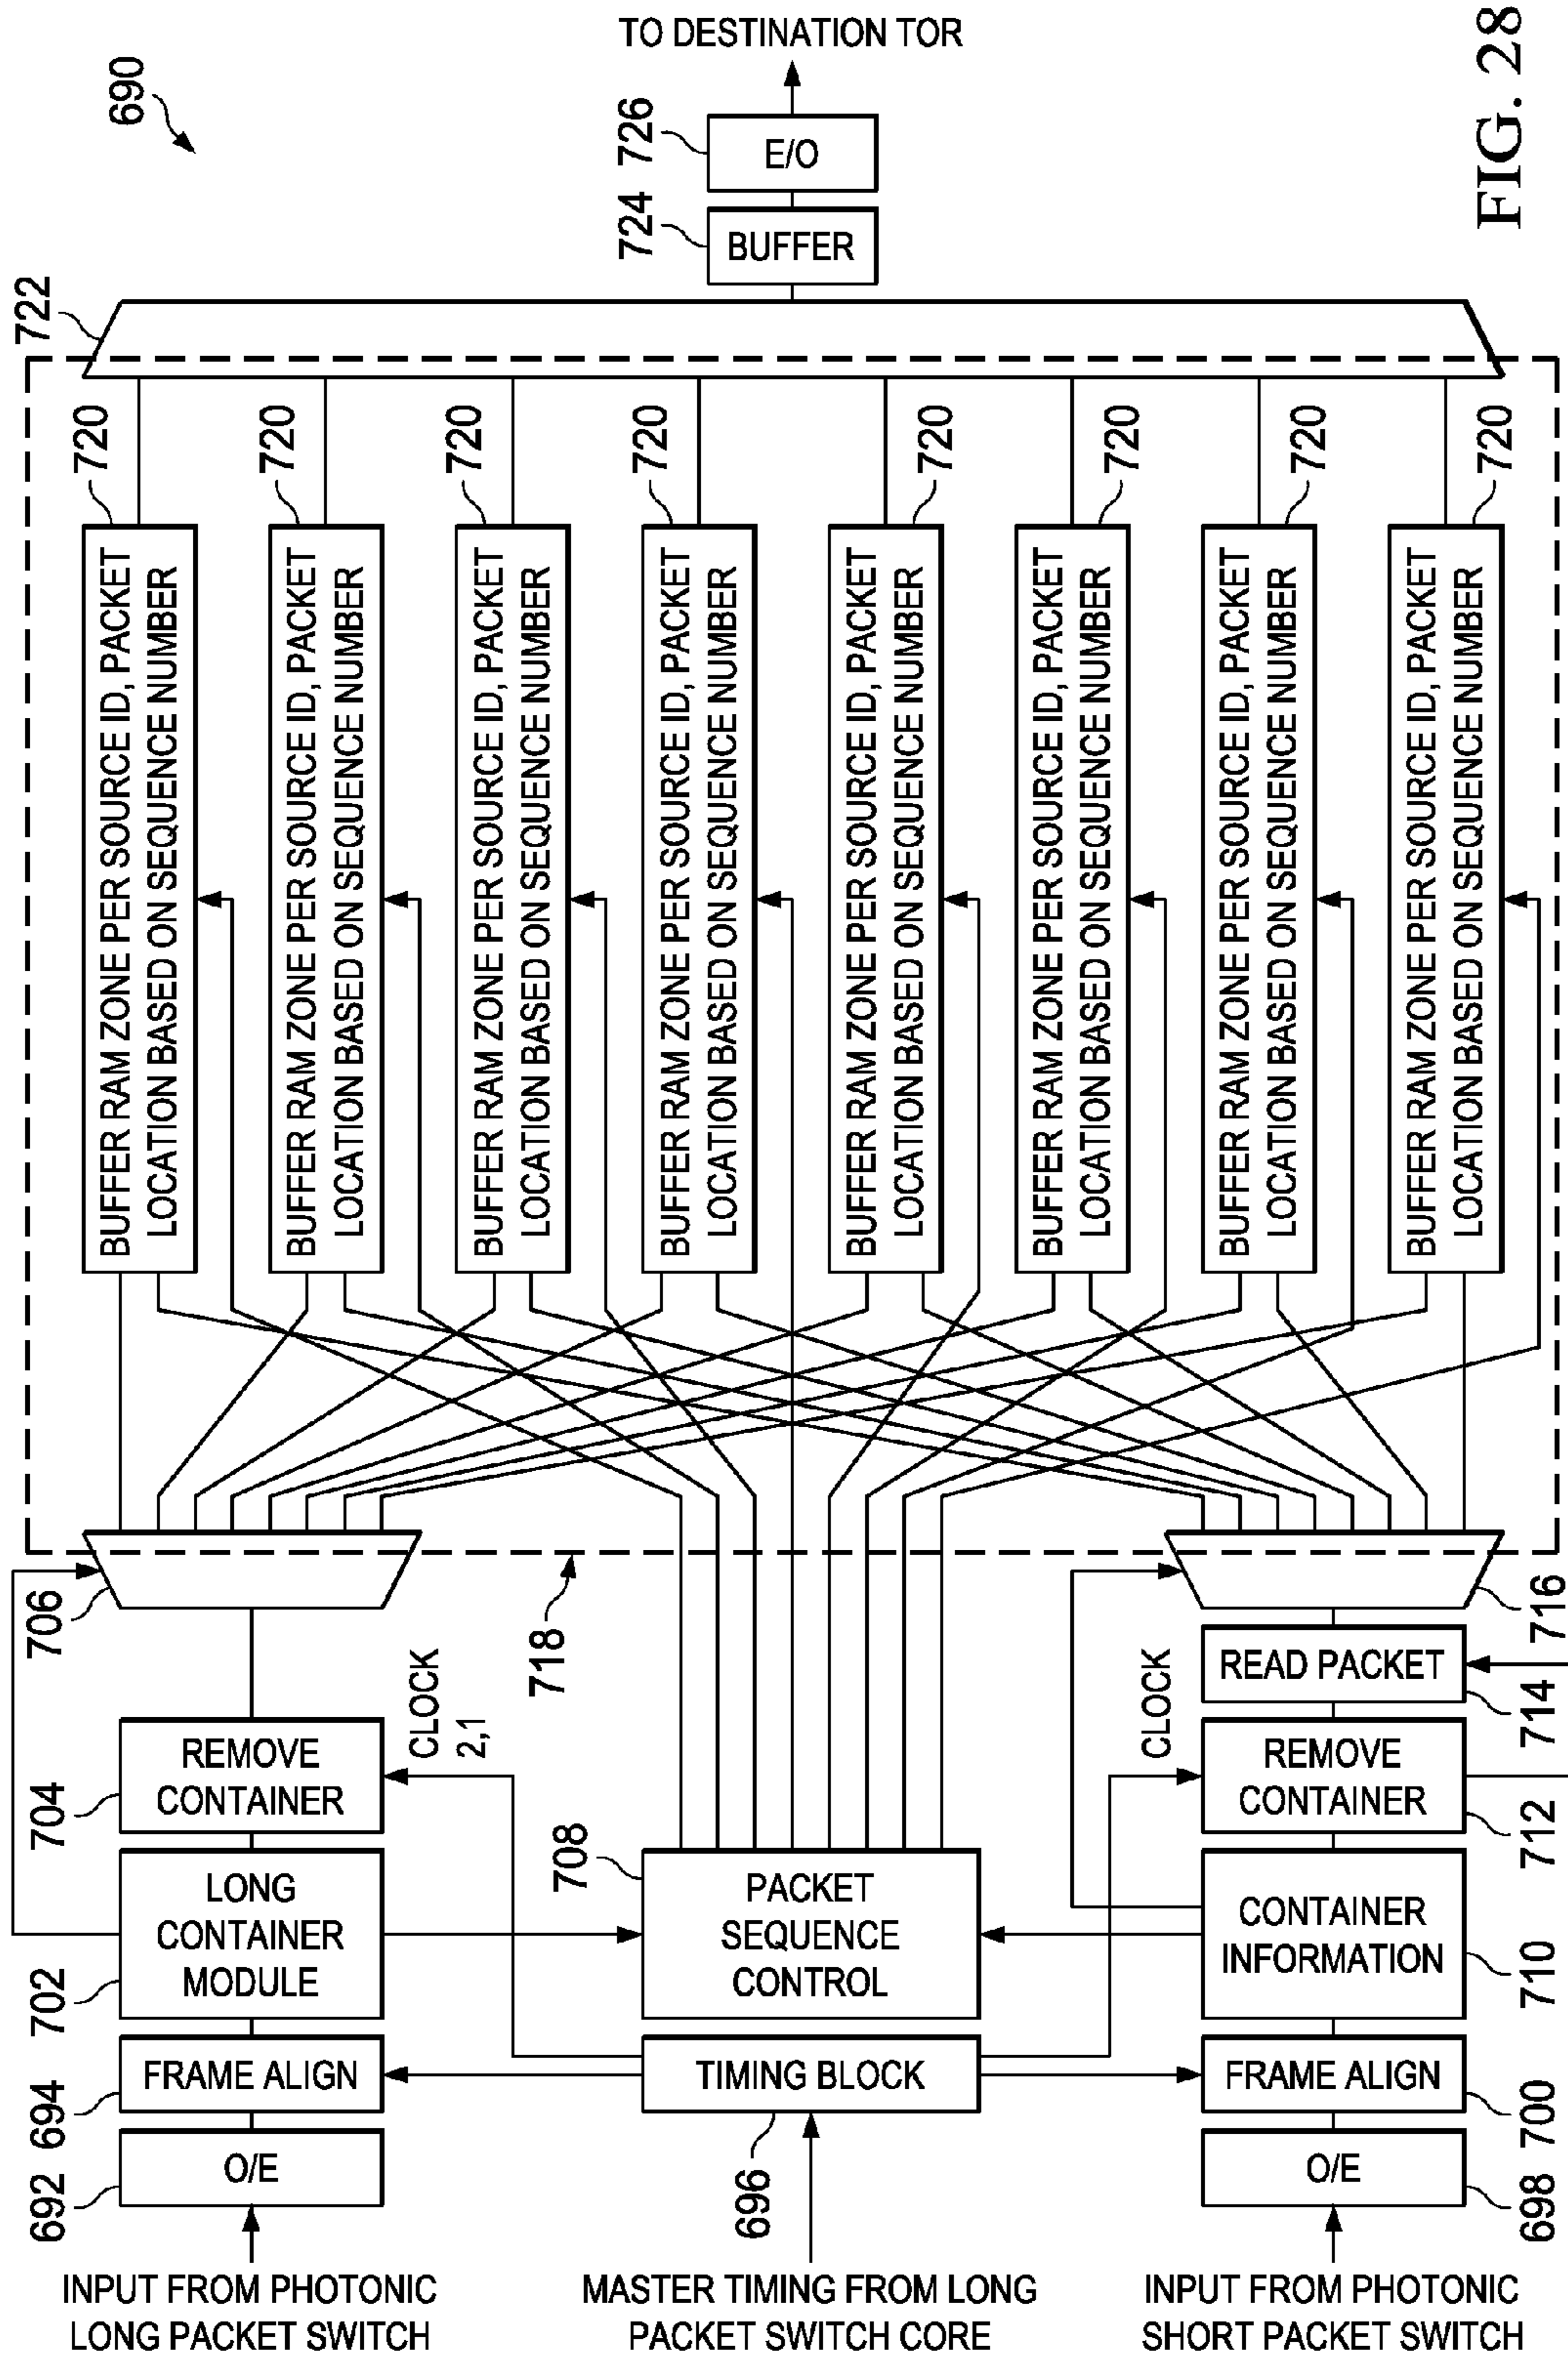 690
TO DESTINATION TOR
726
E/O
724
BUFFER
722
FIG. 28
720
720
720
720
720
720
720
720
BUFFER RAM ZONE PER SOURCE ID, PACKET
LOCATION BASED ON SEQUENCE NUMBER
BUFFER RAM ZONE PER SOURCE ID, PACKET
LOCATION BASED ON SEQUENCE NUMBER
BUFFER RAM ZONE PER SOURCE ID, PACKET
LOCATION BASED ON SEQUENCE NUMBER
BUFFER RAM ZONE PER SOURCE ID, PACKET
LOCATION BASED ON SEQUENCE NUMBER
BUFFER RAM ZONE PER SOURCE ID, PACKET
LOCATION BASED ON SEQUENCE NUMBER
BUFFER RAM ZONE PER SOURCE ID, PACKET
LOCATION BASED ON SEQUENCE NUMBER
BUFFER RAM ZONE PER SOURCE ID, PACKET
LOCATION BASED ON SEQUENCE NUMBER
BUFFER RAM ZONE PER SOURCE ID, PACKET
LOCATION BASED ON SEQUENCE NUMBER
706
718
716
READ PACKET
714
CLOCK
2,1
CLOCK
REMOVE
CONTAINER
704
REMOVE
CONTAINER
712
LONG
CONTAINER
MODULE
702
708
PACKET
SEQUENCE
CONTROL
CONTAINER
INFORMATION
710
FRAME ALIGN
694
TIMING BLOCK
696
FRAME ALIGN
700
O/E
692
O/E
698
INPUT FROM PHOTONIC
LONG PACKET SWITCH
MASTER TIMING FROM LONG
PACKET SWITCH CORE
INPUT FROM PHOTONIC
SHORT PACKET SWITCH